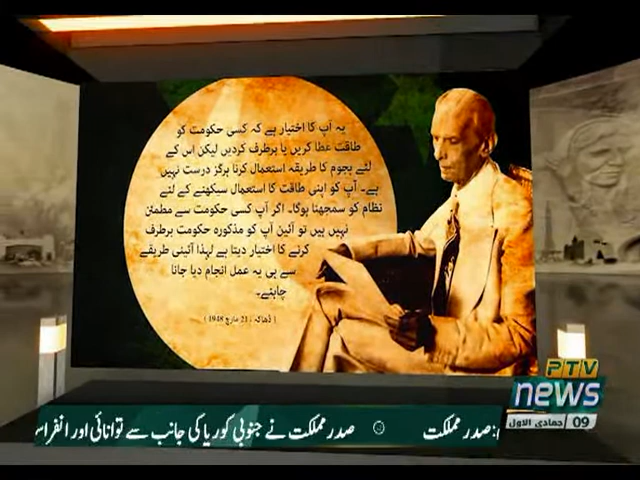 یہ آپ کا اختیار ہے کہ کسی حکومت کو
طاقت عطا کریں یا برطرف کردیں لیکن اس کے
لئے ہجوم کا طریقہ استعمال کرنا ہرگز درست نہیں
ہے۔ آپ کو اپنی طاقت کا استعمال سیکھنے کے لئے
نظام کو سمجھنا ہوگا۔ اگر آپ کسی حکومت سے مطمئن
نہیں ہیں تو آئین آپ کو مذکورہ حکومت برطرف
کرنے کا اختیار دیتا ہے لہذا آئینی طریقے
سے ہی یہ عمل انجام دیا جانا
چاہئے۔
( ڈھاکہ ، 21 مارچ 1948 )
PTV
news
09 جمادی الاول
: صدر مملکت صدر مملکت نے جنوبی کوریا کی جانب سے توانائی اور